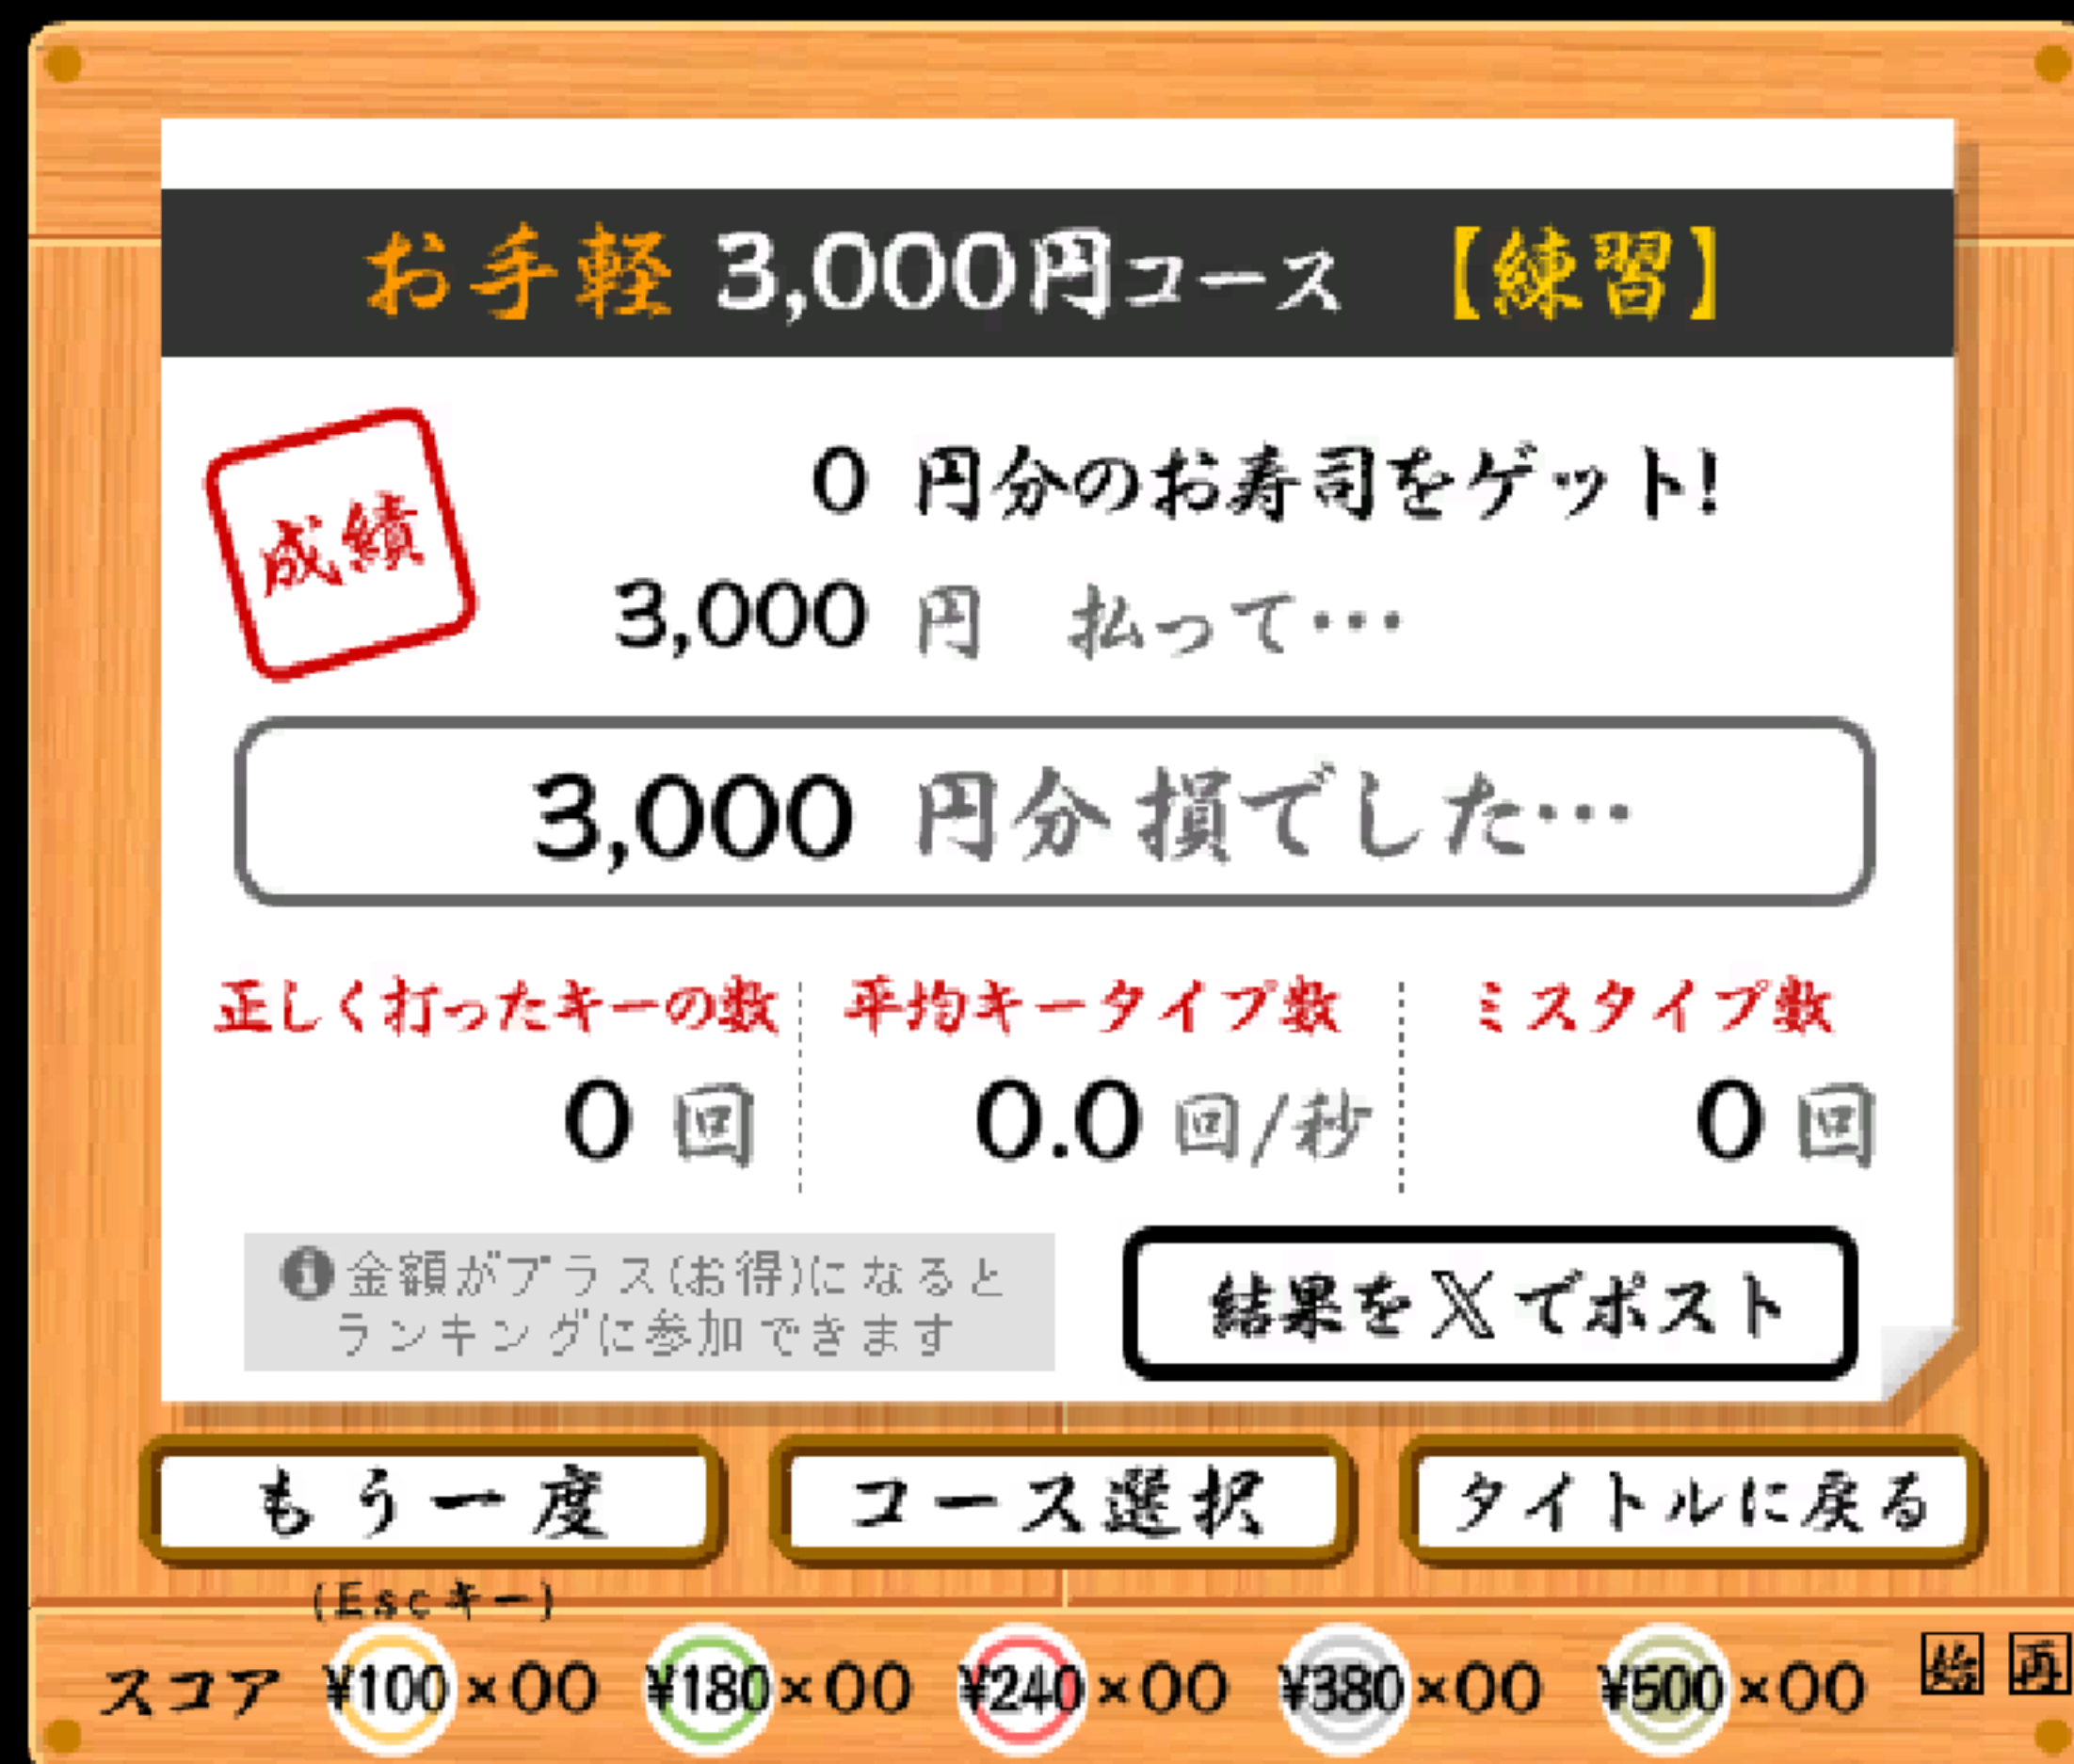 お手軽 3,000円コース 【練習】
成績
0 円分のお寿司をゲット!
3,000 円 払って…
3,000 円分 損でした…
正しく打ったキーの数
0 回
平均キータイプ数
0.0 回/秒
ミスタイプ数
0 回
金額がプラス(お得)になると
ランキングに参加できます
結果を𝕏でポスト
もう一度
(Escキー)
コース選択
タイトルに戻る
スコア ¥100×00 ¥180×00 ¥240×00 ¥380×00 ¥500×00 始 再